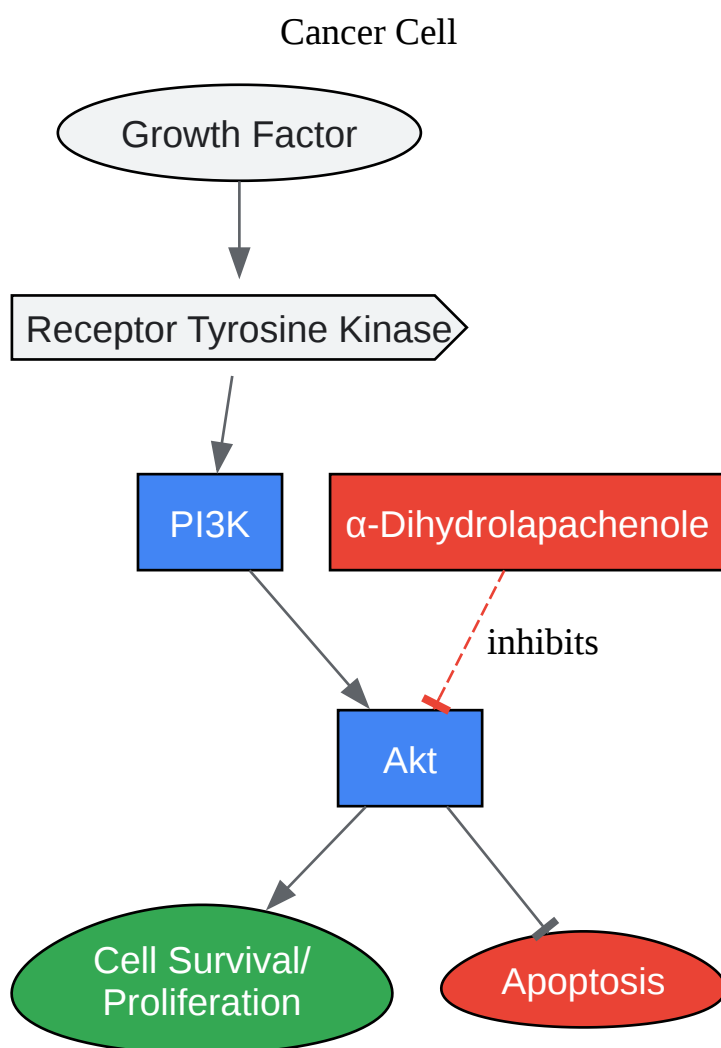 Cancer Cell
Growth Factor
Receptor Tyrosine Kinase
PI3K
α-Dihydrolapachenole
inhibits
Akt
Cell Survival/
Proliferation
Apoptosis